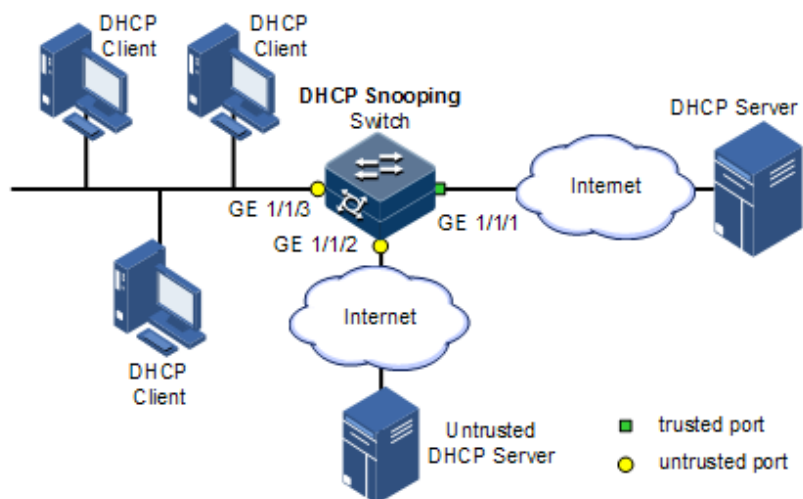 DHCP
Client
DHCP
Client
DHCP Snooping
Switch
DHCP Server
Internet
GE 1/1/3
GE 1/1/1
GE 1/1/2
Internet
DHCP
Client
Untrusted
DHCP Server
trusted port
untrusted port